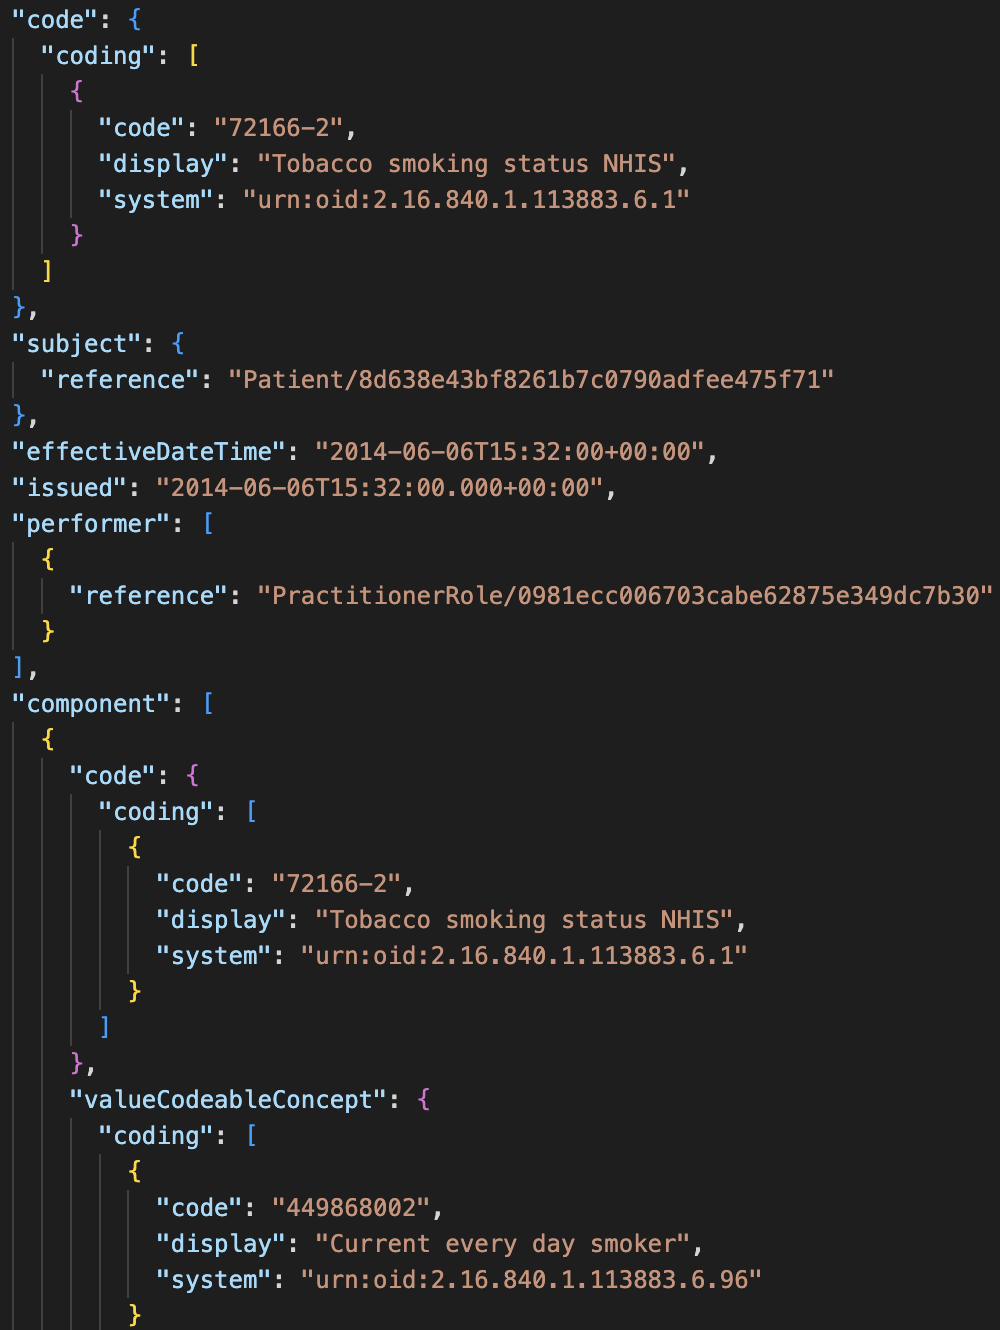 "code": {
  "coding": [
    {
      "code": "72166-2",
      "display": "Tobacco smoking status NHIS",
      "system": "urn:oid:2.16.840.1.113883.6.1"
    }
  ]
},
"subject": {
  "reference": "Patient/8d638e43bf8261b7c0790adfee475f71"
},
"effectiveDateTime": "2014-06-06T15:32:00+00:00",
"issued": "2014-06-06T15:32:00.000+00:00",
"performer": [
  {
    "reference": "PractitionerRole/0981ecc006703cabe62875e349dc7b30"
  }
],
"component": [
  {
    "code": {
      "coding": [
        {
          "code": "72166-2",
          "display": "Tobacco smoking status NHIS",
          "system": "urn:oid:2.16.840.1.113883.6.1"
        }
      ]
    },
    "valueCodeableConcept": {
      "coding": [
        {
          "code": "449868002",
          "display": "Current every day smoker",
          "system": "urn:oid:2.16.840.1.113883.6.96"
        }